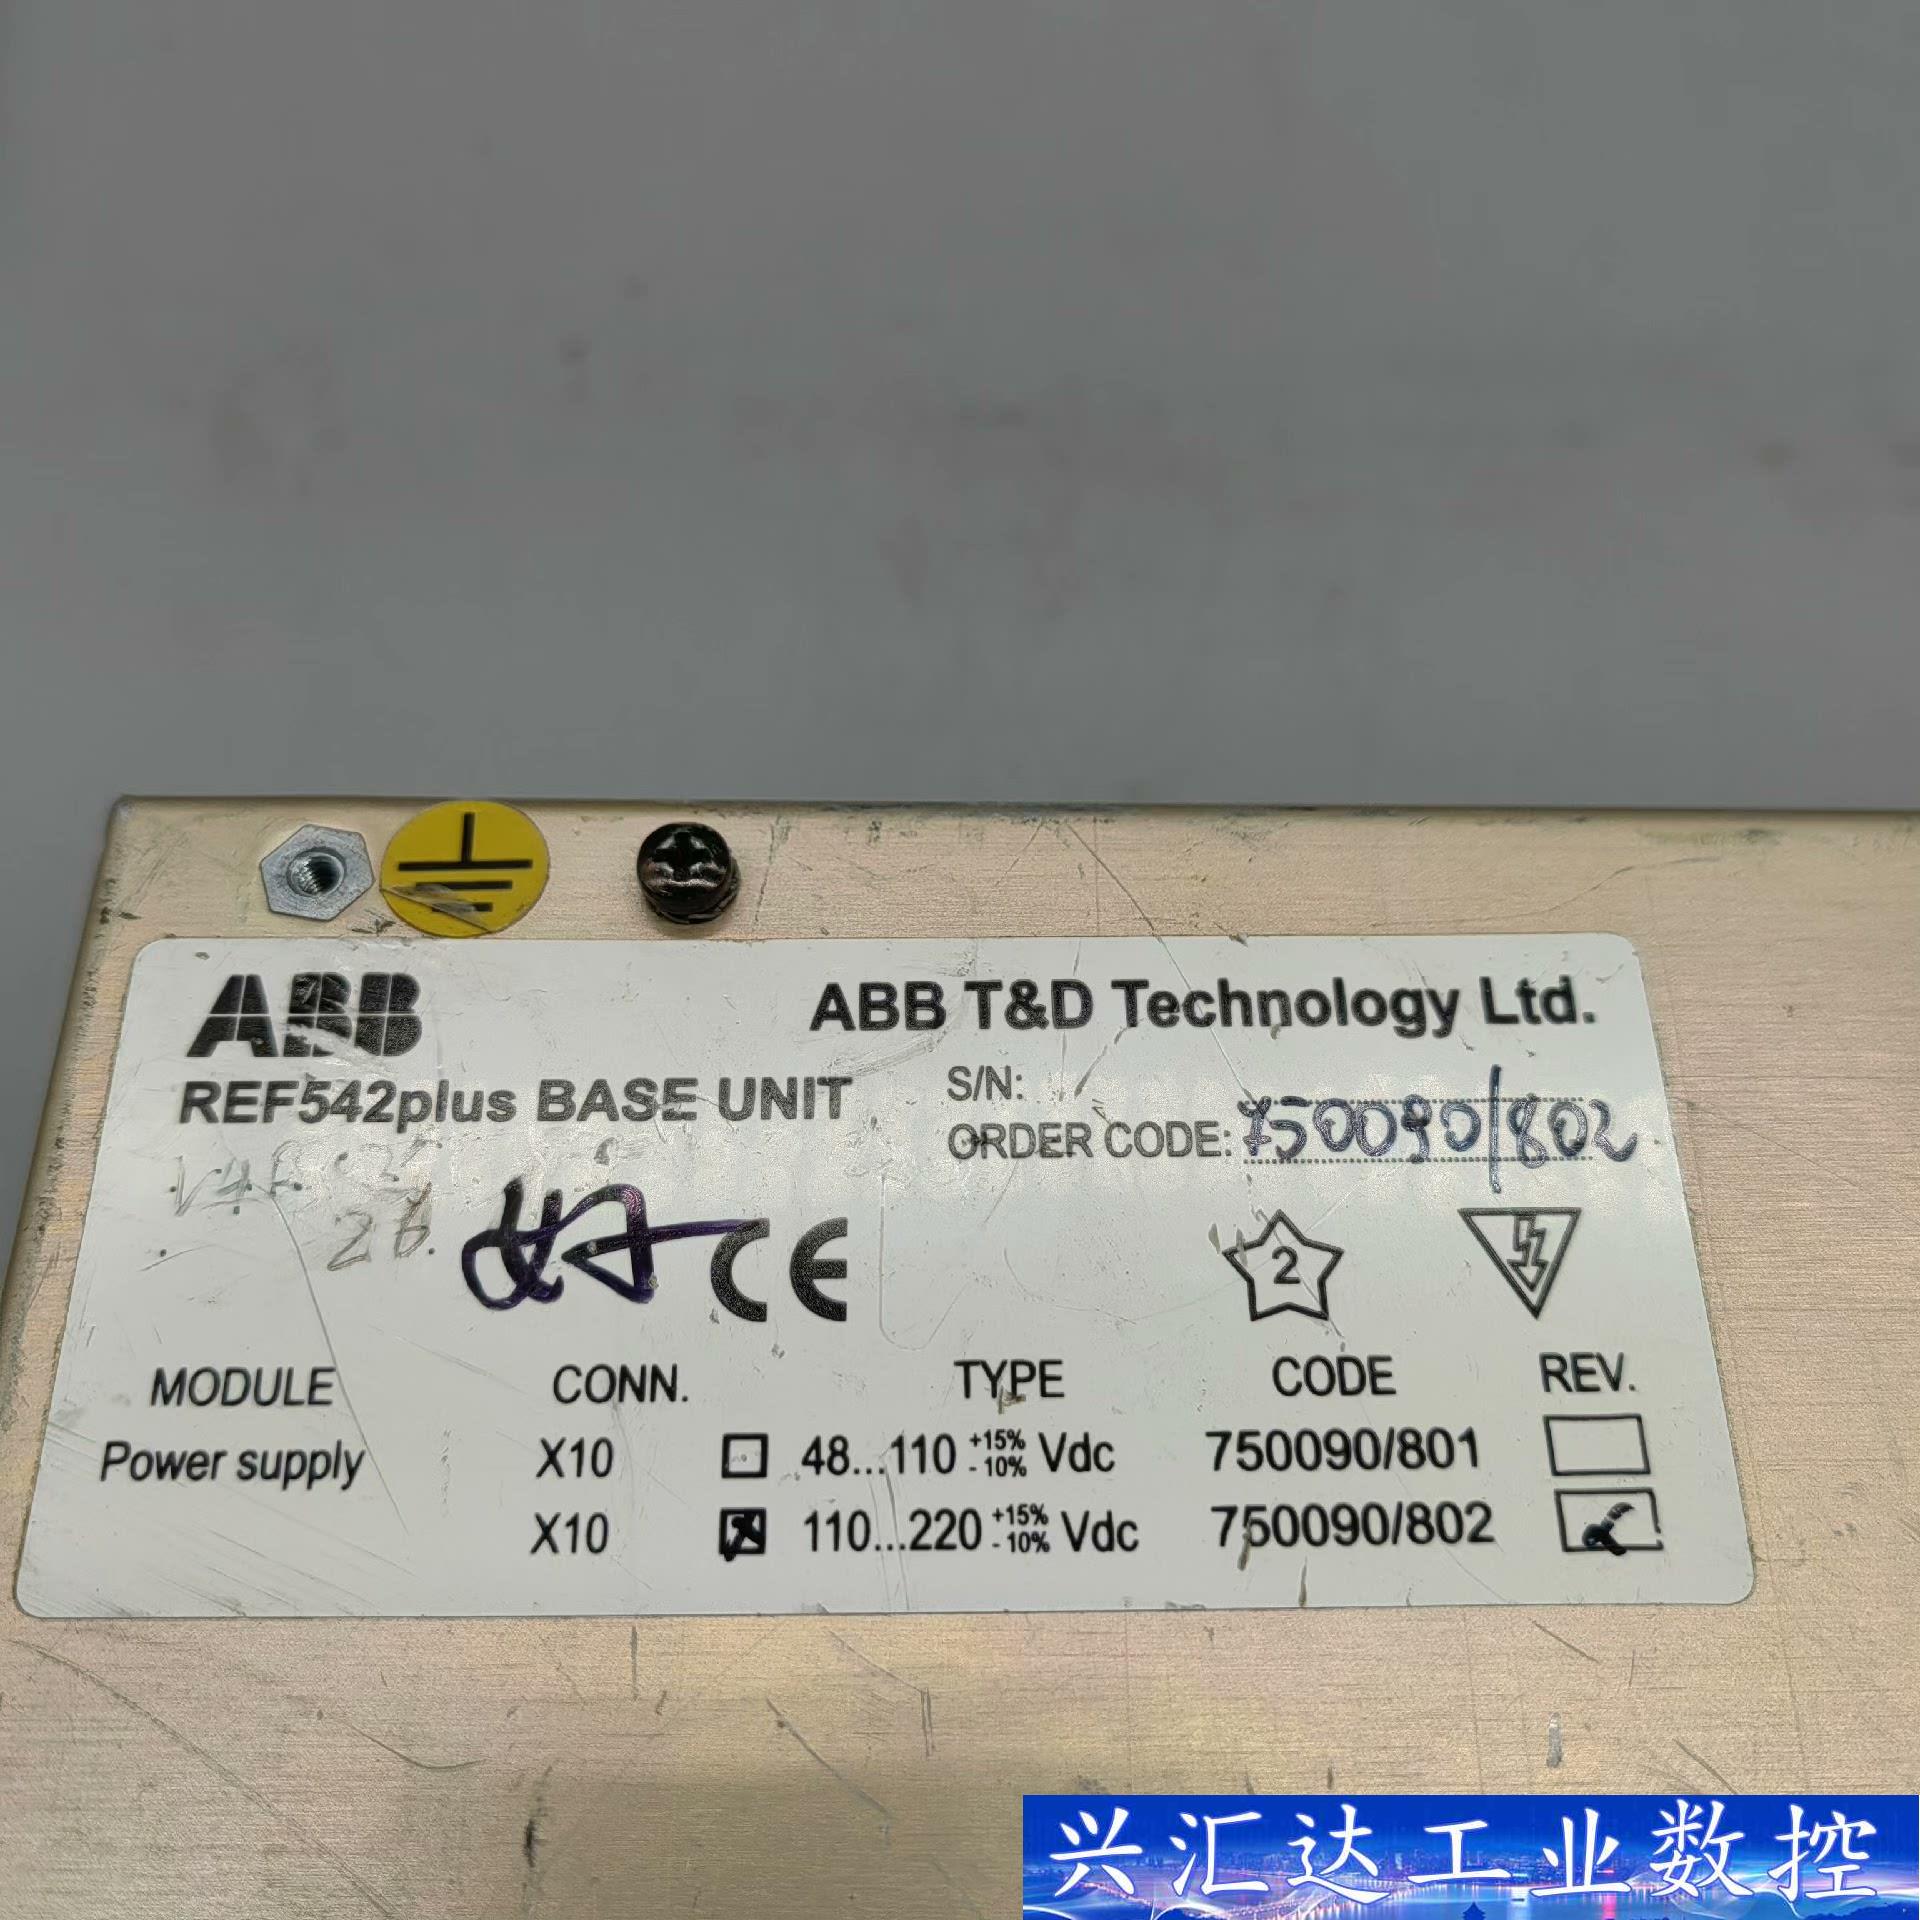 ABB
ABB T&D Technology Ltd.
REF542plus BASE UNIT
S/N:
ORDER CODE: 750090/802
26.
CE
2
MODULE CONN. TYPE CODE REV.
Power supply X10 48...110 +15% -10% Vdc 750090/801
X10 110...220 +15% -10% Vdc 750090/802
兴汇达工业数控